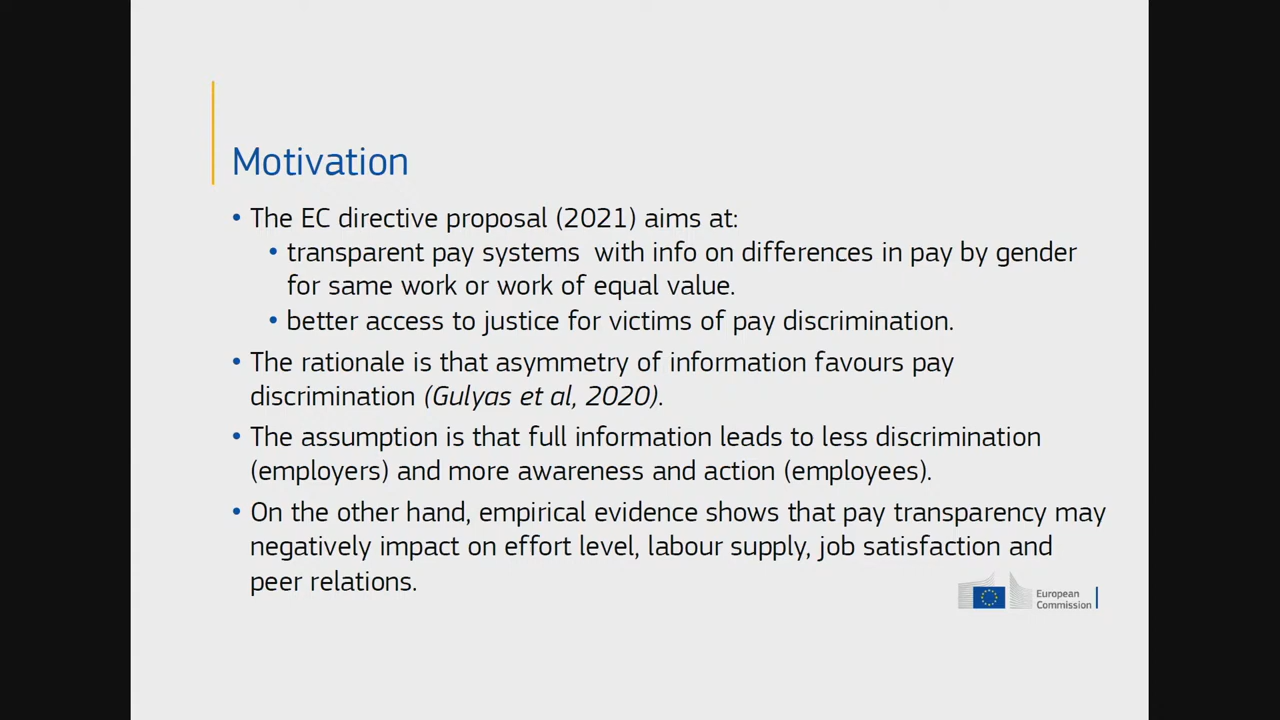 Motivation
• The EC directive proposal (2021) aims at:
• transparent pay systems  with info on differences in pay by gender
for same work or work of equal value.
• better access to justice for victims of pay discrimination.
• The rationale is that asymmetry of information favours pay
discrimination (Gulyas et al, 2020).
• The assumption is that full information leads to less discrimination
(employers) and more awareness and action (employees).
• On the other hand, empirical evidence shows that pay transparency may
negatively impact on effort level, labour supply, job satisfaction and
peer relations.
European
Commission